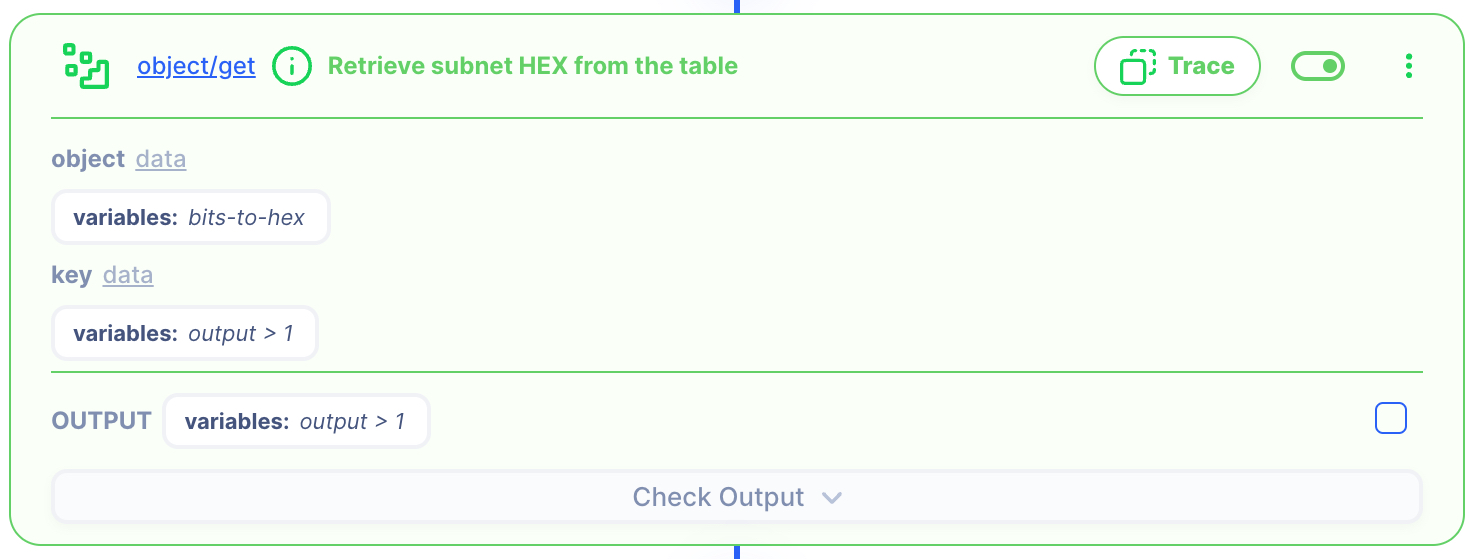 object/get Retrieve subnet HEX from the table Trace
object data
variables: bits-to-hex
key data
variables: output > 1
OUTPUT variables: output > 1
Check Output